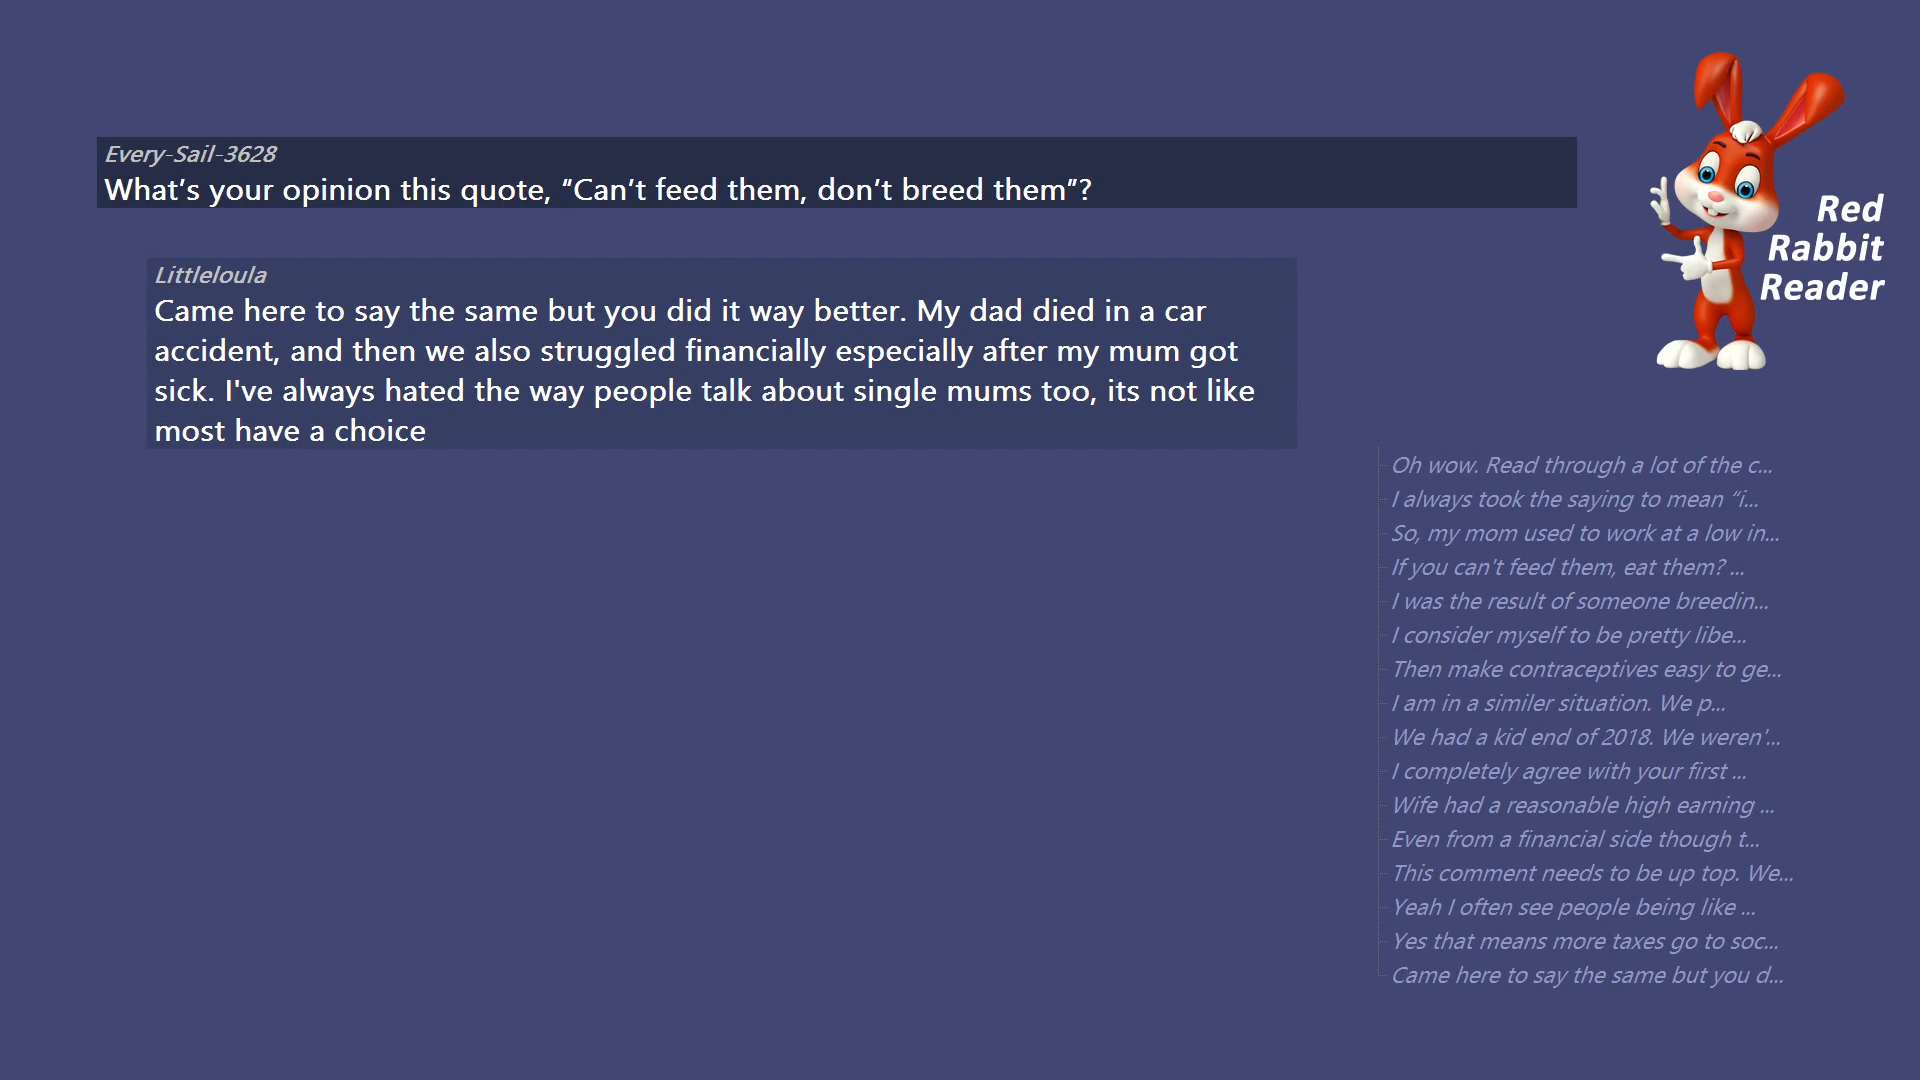 Every-Sail-3628
What’s your opinion this quote, “Can’t feed them, don’t breed them”?
Red
Rabbit
Reader
Littleloula
Came here to say the same but you did it way better. My dad died in a car
accident, and then we also struggled financially especially after my mum got
sick. I've always hated the way people talk about single mums too, its not like
most have a choice
Oh wow. Read through a lot of the c...
I always took the saying to mean “i...
So, my mom used to work at a low in...
If you can't feed them, eat them? ...
I was the result of someone breedin...
I consider myself to be pretty libe...
Then make contraceptives easy to ge...
I am in a similer situation. We p...
We had a kid end of 2018. We weren'...
I completely agree with your first ...
Wife had a reasonable high earning ...
Even from a financial side though t...
This comment needs to be up top. We...
Yeah I often see people being like ...
Yes that means more taxes go to soc...
Came here to say the same but you d...